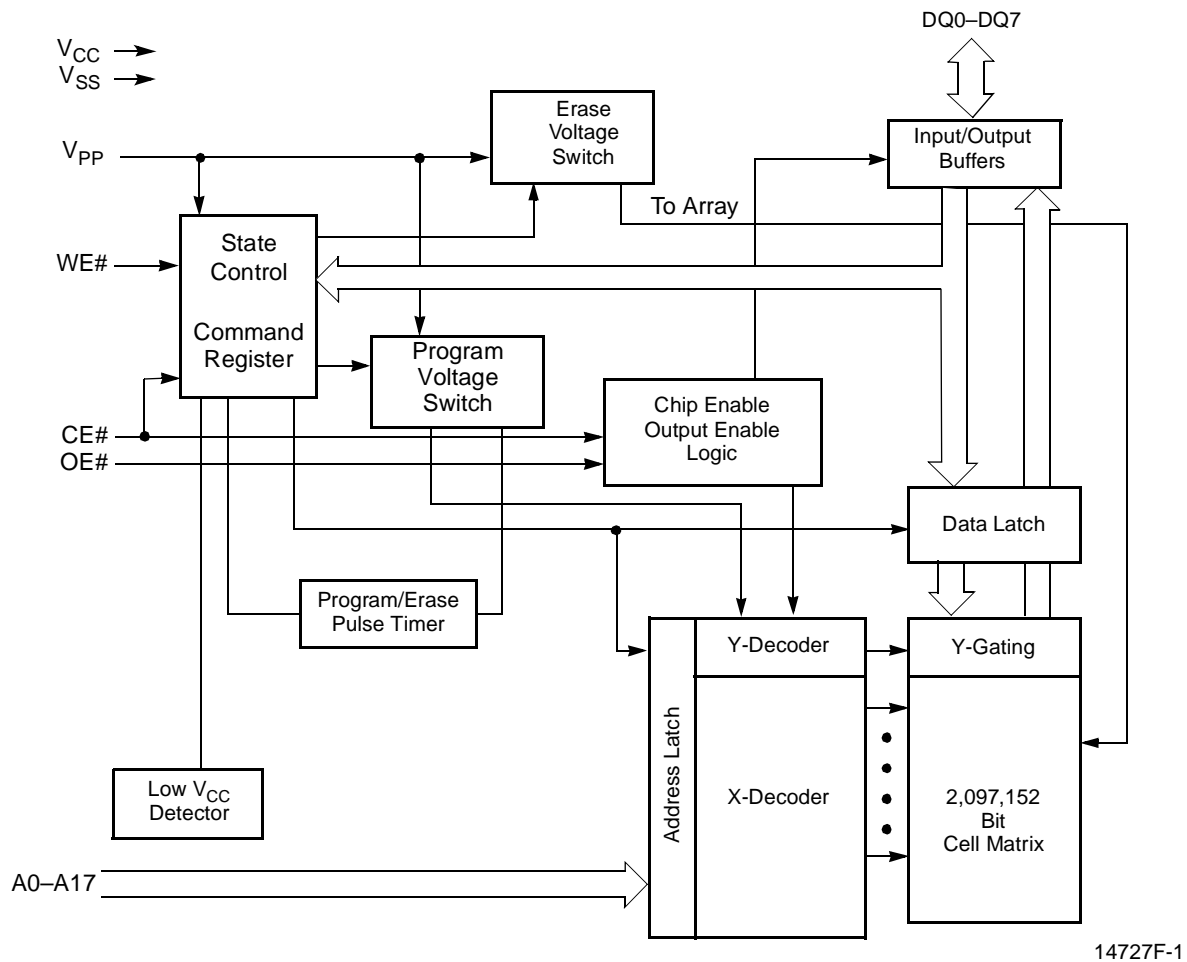 DQ0–DQ7
VCC
VSS
Erase
Voltage
Switch
Input/Output
Buffers
VPP
To Array
State
Control
Command
Register
WE#
Program
Voltage
Switch
Chip Enable
Output Enable
Logic
CE#
OE#
Data Latch
Program/Erase
Pulse Timer
Y-Decoder
Y-Gating
Address Latch
X-Decoder
2,097,152
Bit
Cell Matrix
Low VCC
Detector
A0–A17
14727F-1